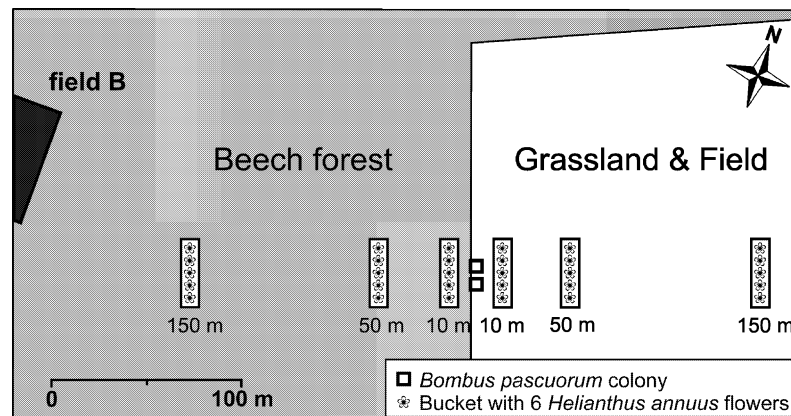 N
field B
Beech forest
Grassland & Field
150 m
50 m
10 m
10 m
50 m
150 m
0
100 m
Bombus pascuorum colony
Bucket with 6 Helianthus annuus flowers